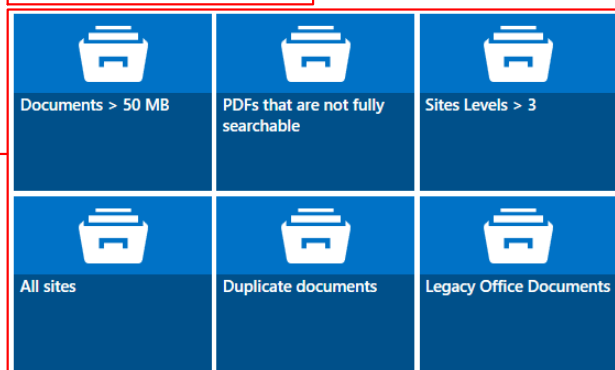 Documents > 50 MB
PDFs that are not fully
searchable
Sites Levels > 3
All sites
Duplicate documents
Legacy Office Documents